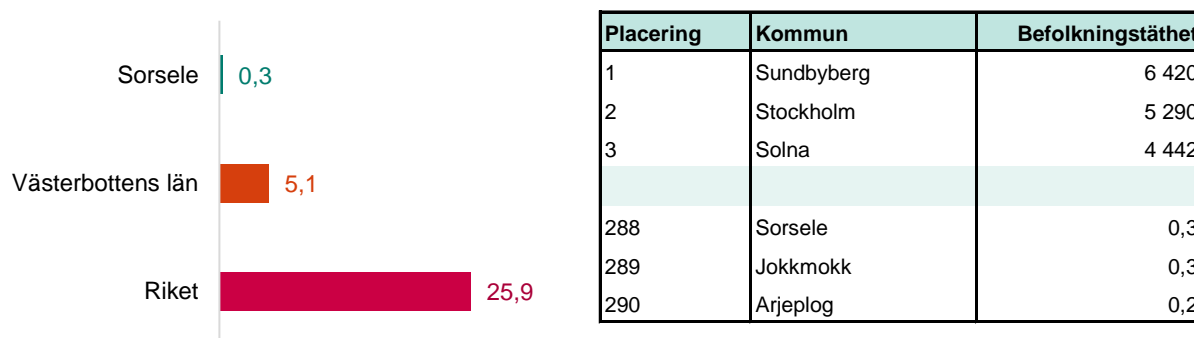 Sorsele 0,3
Västerbottens län 5,1
Riket 25,9
Placering Kommun Befolkningstäthet
1 Sundbyberg 6 420
2 Stockholm 5 290
3 Solna 4 442
288 Sorsele 0,3
289 Jokkmokk 0,3
290 Arjeplog 0,2